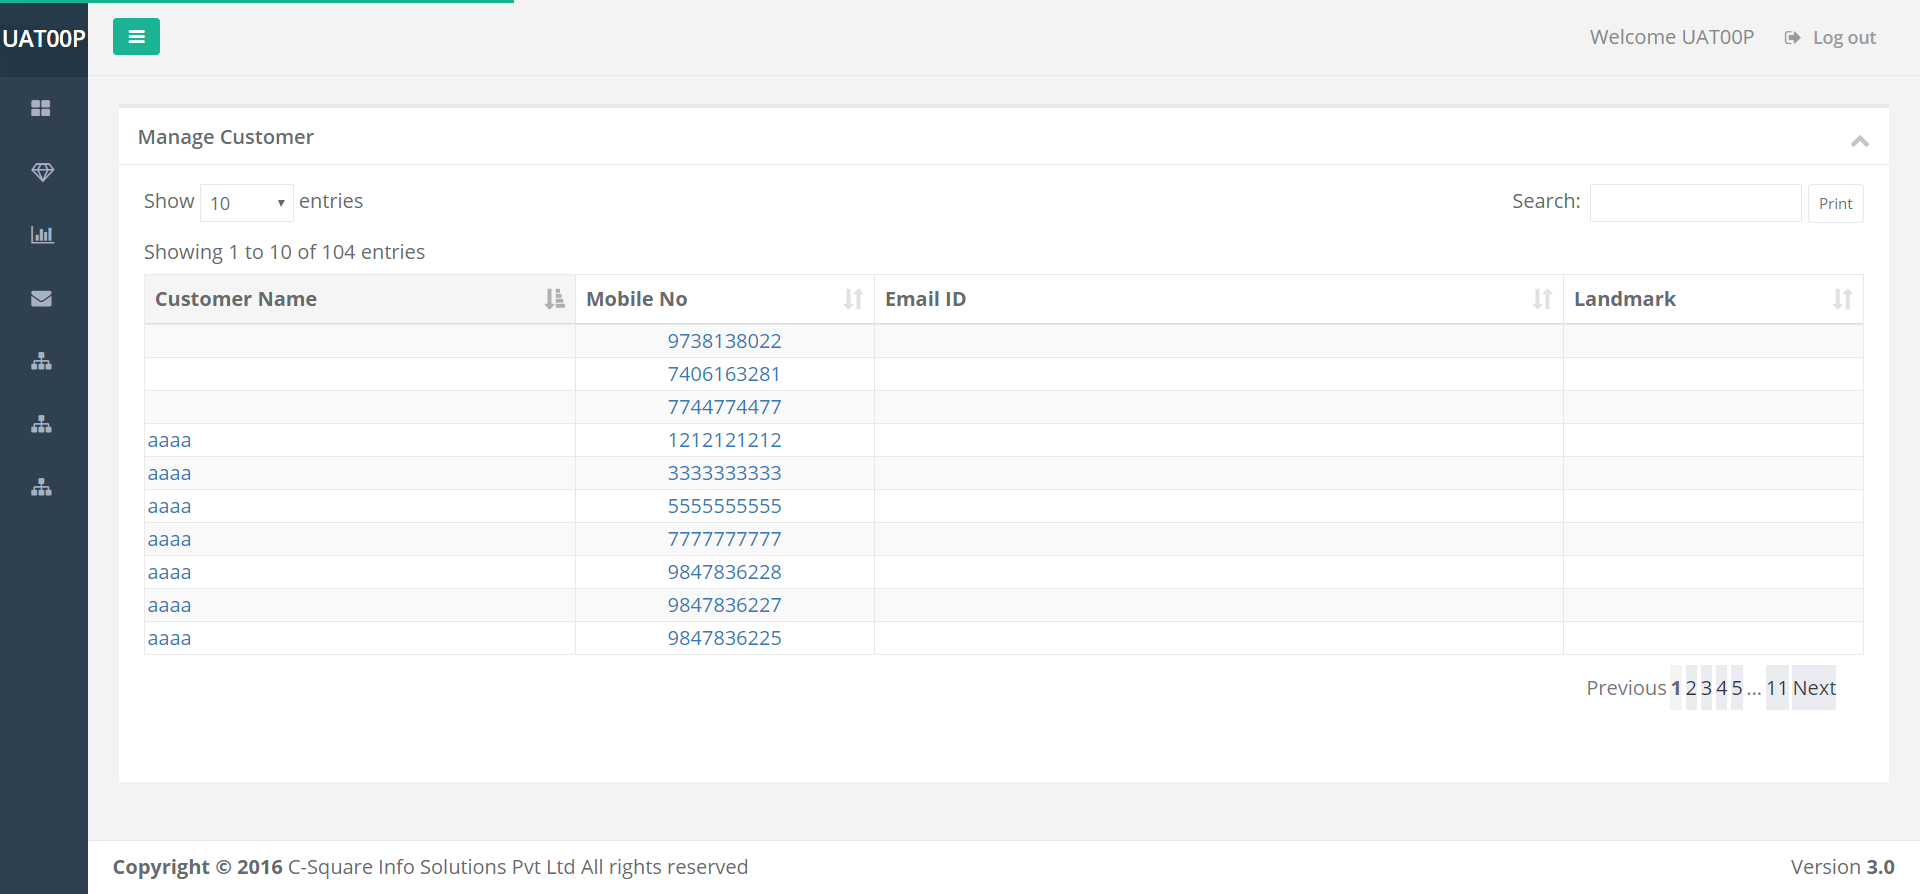 UAT00P
Welcome UAT00P Log out
Manage Customer
Show 10 entries Search: Print
Showing 1 to 10 of 104 entries
Customer Name Mobile No Email ID Landmark
9738138022
7406163281
7744774477
aaaa 1212121212
aaaa 3333333333
aaaa 5555555555
aaaa 7777777777
aaaa 9847836228
aaaa 9847836227
aaaa 9847836225
Previous 1 2 3 4 5 ... 11 Next
Copyright © 2016 C-Square Info Solutions Pvt Ltd All rights reserved Version 3.0